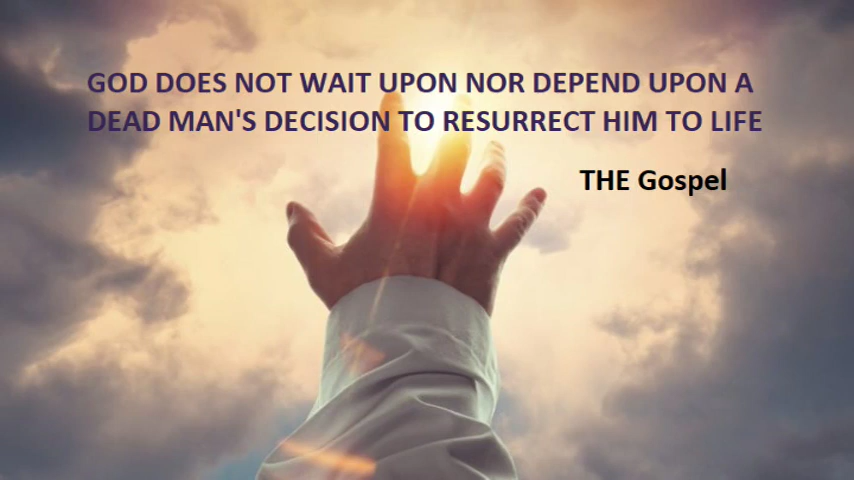 GOD DOES NOT WAIT UPON NOR DEPEND UPON A
DEAD MAN'S DECISION TO RESURRECT HIM TO LIFE
THE Gospel